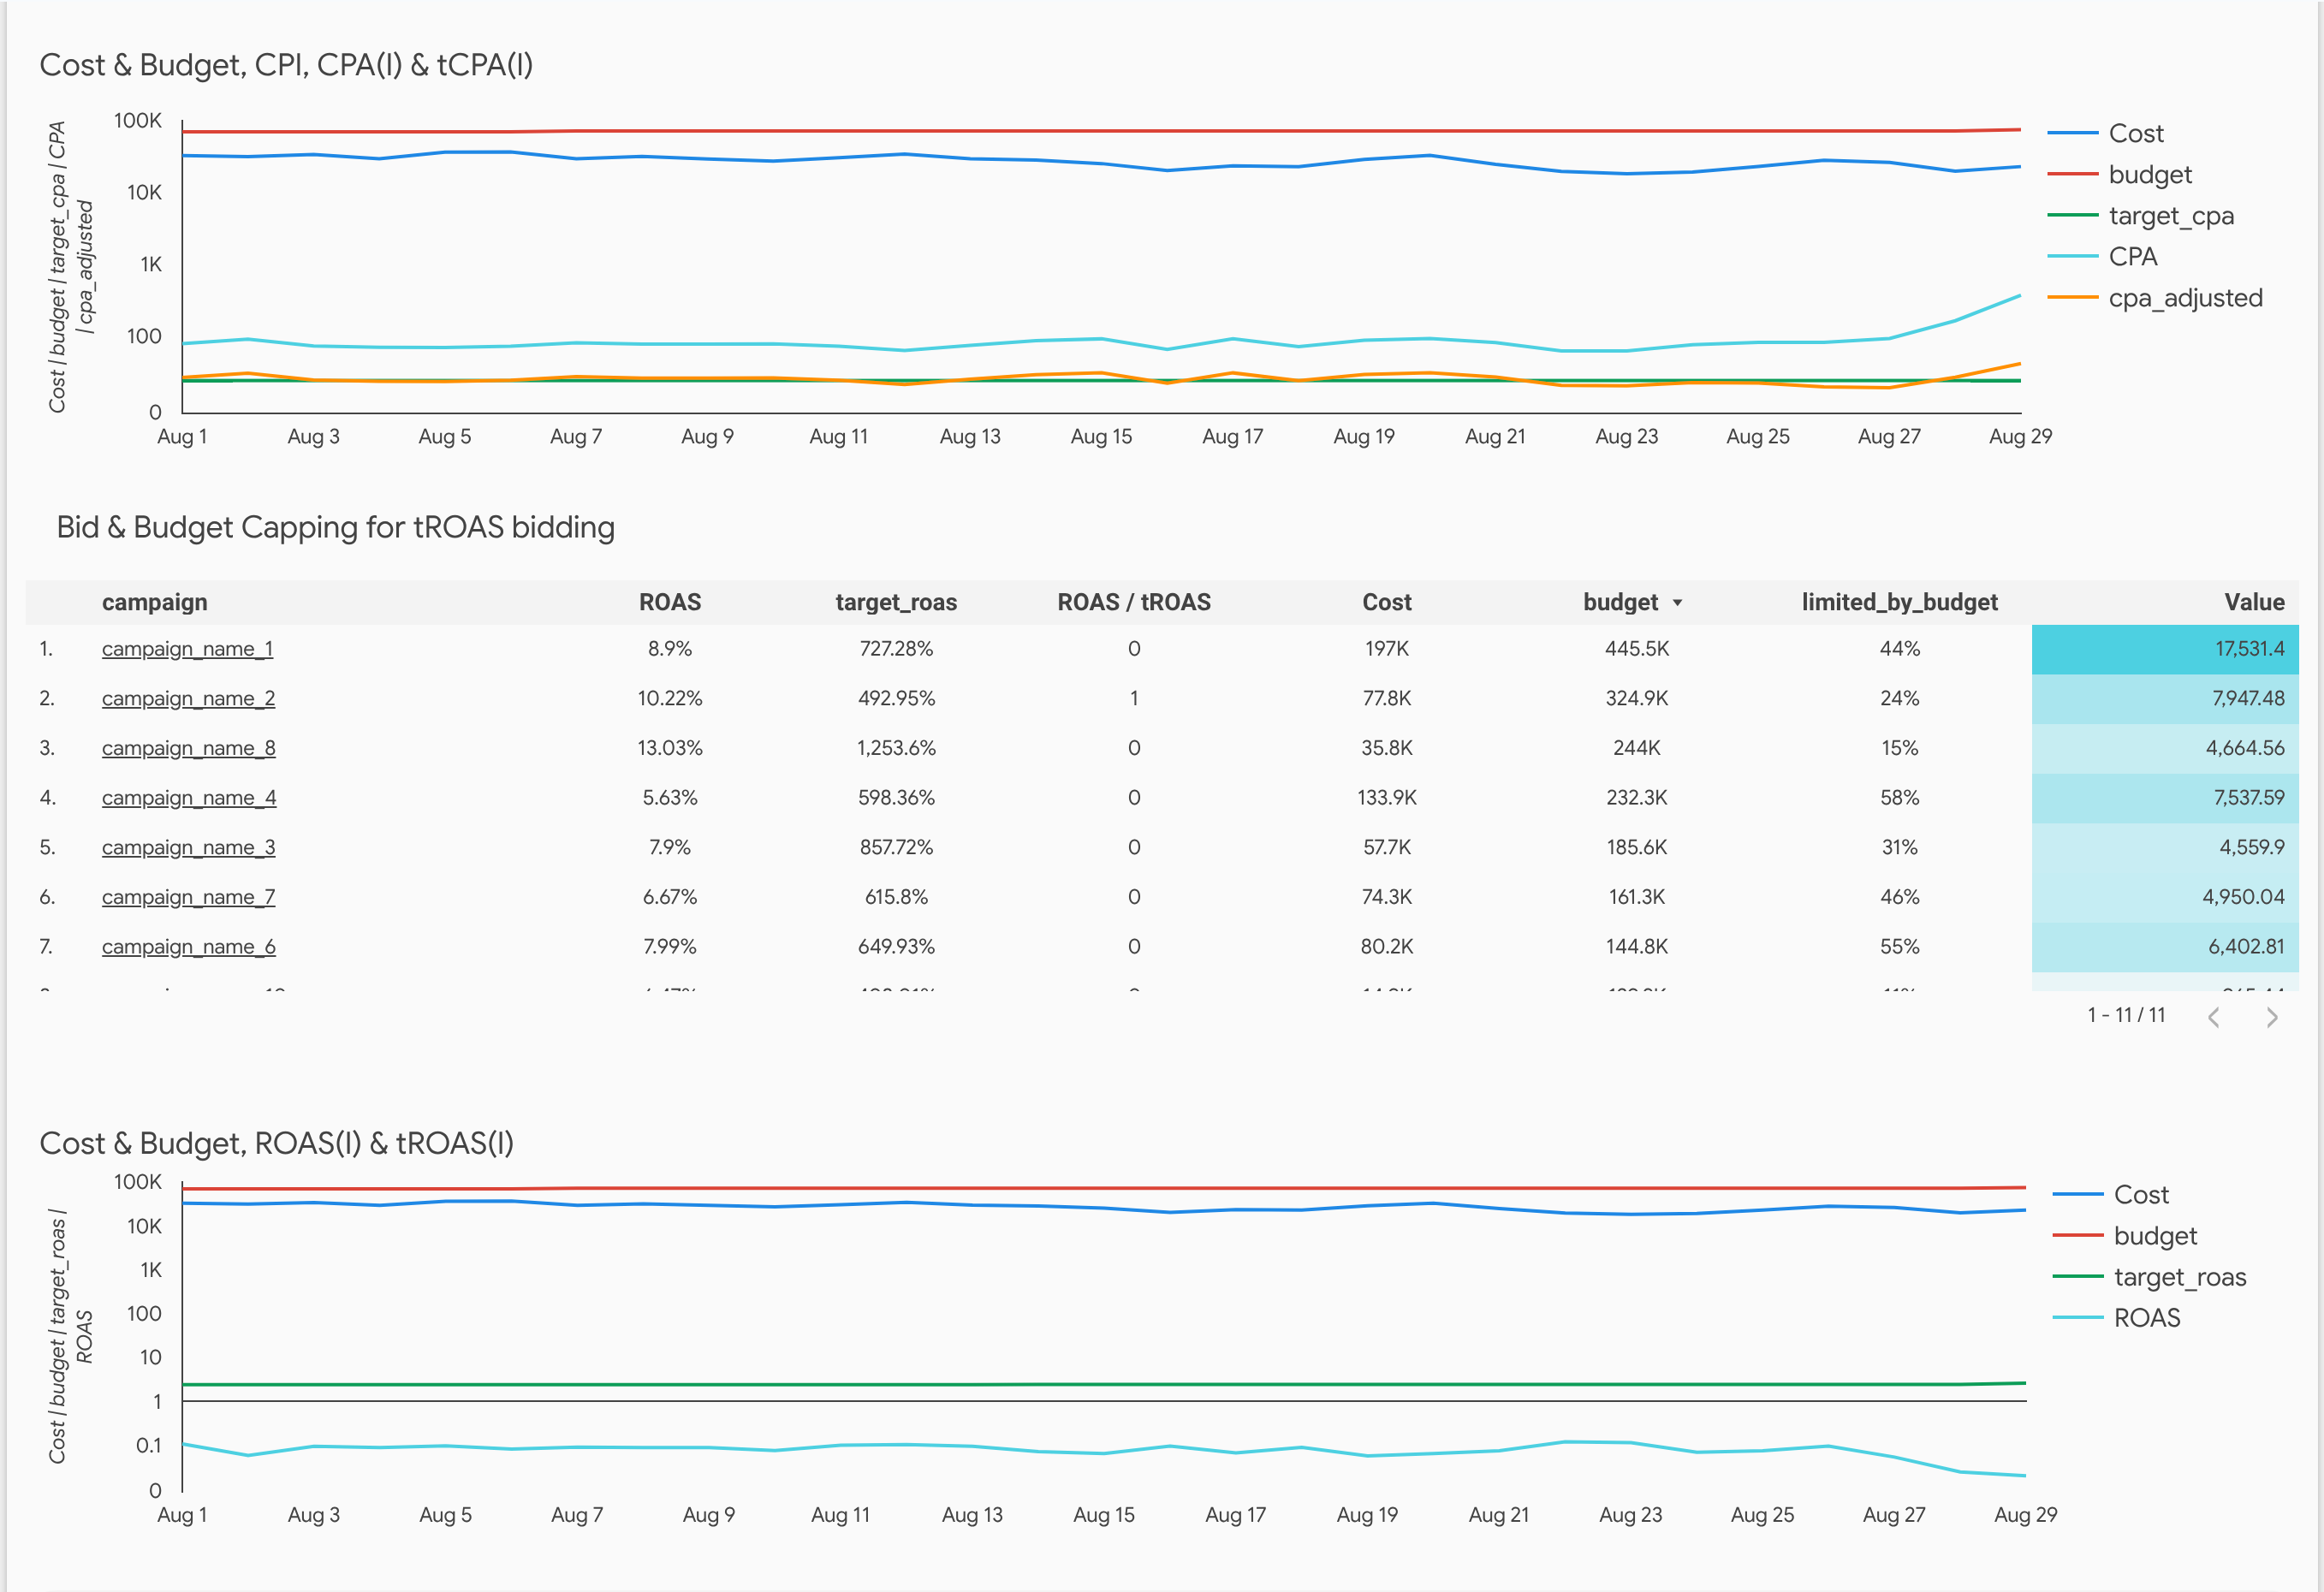 Cost & Budget, CPI, CPA(I) & tCPA(I)
Cost | budget | target_cpa | CPA
| cpa_adjusted
100K
10K
1K
100
0
Aug 1 Aug 3 Aug 5 Aug 7 Aug 9 Aug 11 Aug 13 Aug 15 Aug 17 Aug 19 Aug 21 Aug 23 Aug 25 Aug 27 Aug 29
Cost
budget
target_cpa
CPA
cpa_adjusted
Bid & Budget Capping for tROAS bidding
campaign ROAS target_roas ROAS / tROAS Cost budget limited_by_budget Value
1. campaign_name_1 8.9% 727.28% 0 197K 445.5K 44% 17,531.4
2. campaign_name_2 10.22% 492.95% 1 77.8K 324.9K 24% 7,947.48
3. campaign_name_8 13.03% 1,253.6% 0 35.8K 244K 15% 4,664.56
4. campaign_name_4 5.63% 598.36% 0 133.9K 232.3K 58% 7,537.59
5. campaign_name_3 7.9% 857.72% 0 57.7K 185.6K 31% 4,559.9
6. campaign_name_7 6.67% 615.8% 0 74.3K 161.3K 46% 4,950.04
7. campaign_name_6 7.99% 649.93% 0 80.2K 144.8K 55% 6,402.81
1 - 11 / 11
Cost & Budget, ROAS(I) & tROAS(I)
Cost | budget | target_roas |
ROAS
100K
10K
1K
100
10
1
0.1
0
Aug 1 Aug 3 Aug 5 Aug 7 Aug 9 Aug 11 Aug 13 Aug 15 Aug 17 Aug 19 Aug 21 Aug 23 Aug 25 Aug 27 Aug 29
Cost
budget
target_roas
ROAS